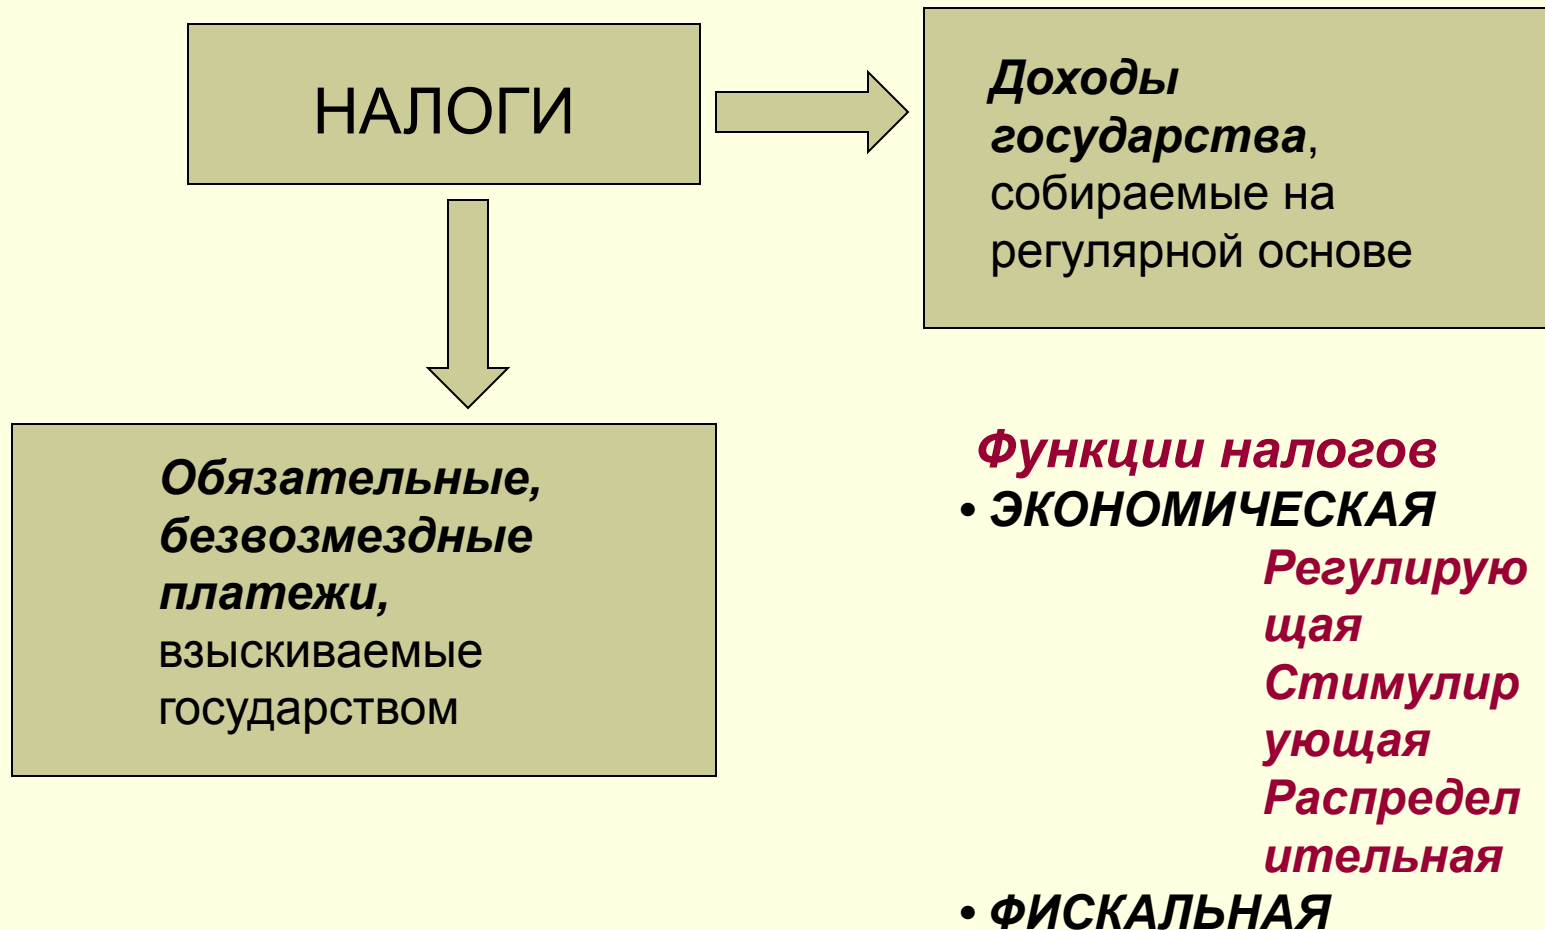 НАЛОГИ
Доходы
государства,
собираемые на
регулярной основе
Обязательные,
безвозмездные
платежи,
взыскиваемые
государством
Функции налогов
• ЭКОНОМИЧЕСКАЯ
Регулирую
щая
Стимулир
ующая
Распредел
ительная
• ФИСКАЛЬНАЯ